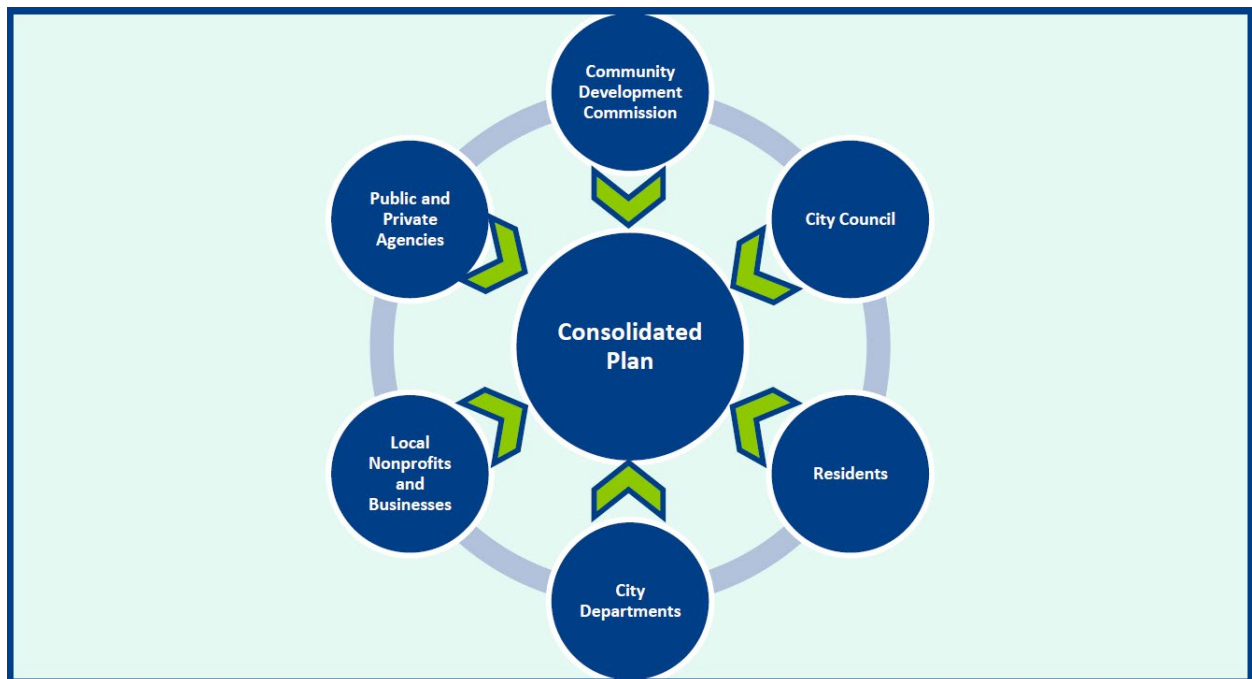 Community
Development
Commission
Public and
Private
Agencies
City Council
Consolidated
Plan
Local
Nonprofits
and
Businesses
Residents
City
Departments